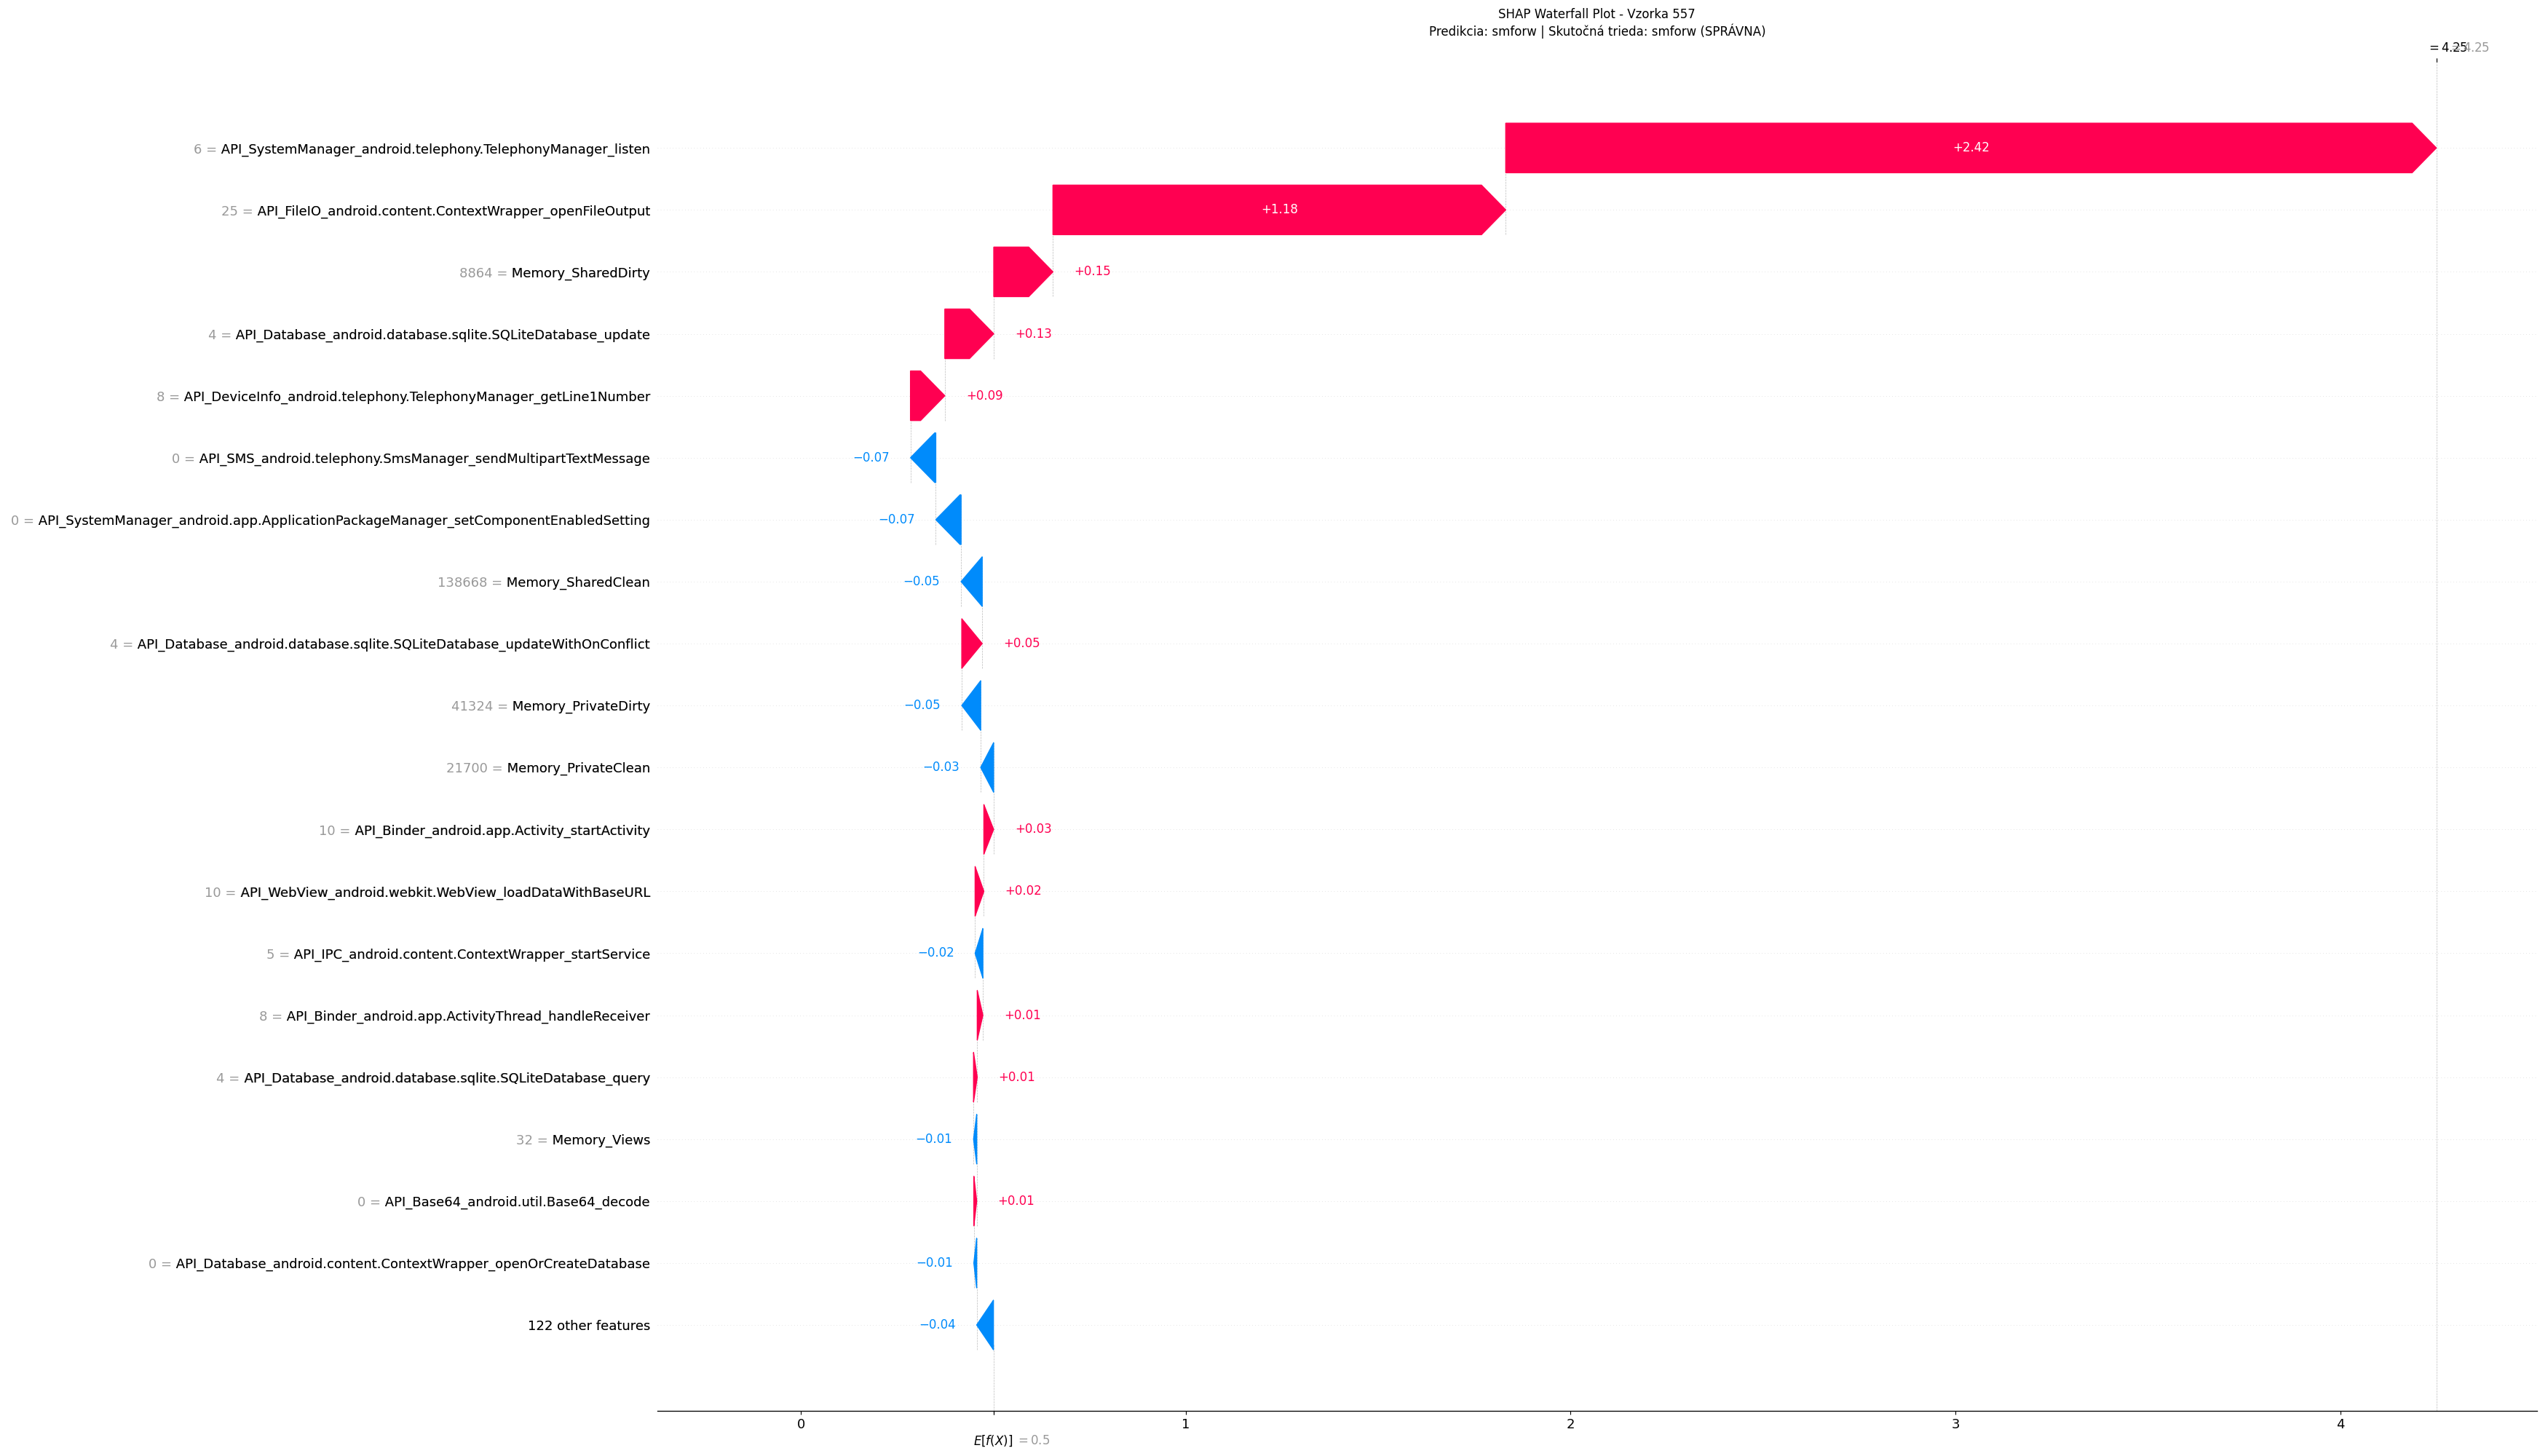 SHAP Waterfall Plot - Vzorka 557
Predikcia: smforw | Skutočná trieda: smforw (SPRÁVNA)
= 4.25
6 = API_SystemManager_android.telephony.TelephonyManager_listen
+2.42
25 = API_FileIO_android.content.ContextWrapper_openFileOutput
+1.18
8864 = Memory_SharedDirty
+0.15
4 = API_Database_android.database.sqlite.SQLiteDatabase_update
+0.13
8 = API_DeviceInfo_android.telephony.TelephonyManager_getLine1Number
+0.09
0 = API_SMS_android.telephony.SmsManager_sendMultipartTextMessage
−0.07
0 = API_SystemManager_android.app.ApplicationPackageManager_setComponentEnabledSetting
−0.07
138668 = Memory_SharedClean
−0.05
4 = API_Database_android.database.sqlite.SQLiteDatabase_updateWithOnConflict
+0.05
41324 = Memory_PrivateDirty
−0.05
21700 = Memory_PrivateClean
−0.03
10 = API_Binder_android.app.Activity_startActivity
+0.03
10 = API_WebView_android.webkit.WebView_loadDataWithBaseURL
+0.02
5 = API_IPC_android.content.ContextWrapper_startService
−0.02
8 = API_Binder_android.app.ActivityThread_handleReceiver
+0.01
4 = API_Database_android.database.sqlite.SQLiteDatabase_query
+0.01
32 = Memory_Views
−0.01
0 = API_Base64_android.util.Base64_decode
+0.01
0 = API_Database_android.content.ContextWrapper_openOrCreateDatabase
−0.01
122 other features
−0.04
0 1 2 3 4
E[f(X)] = 0.5